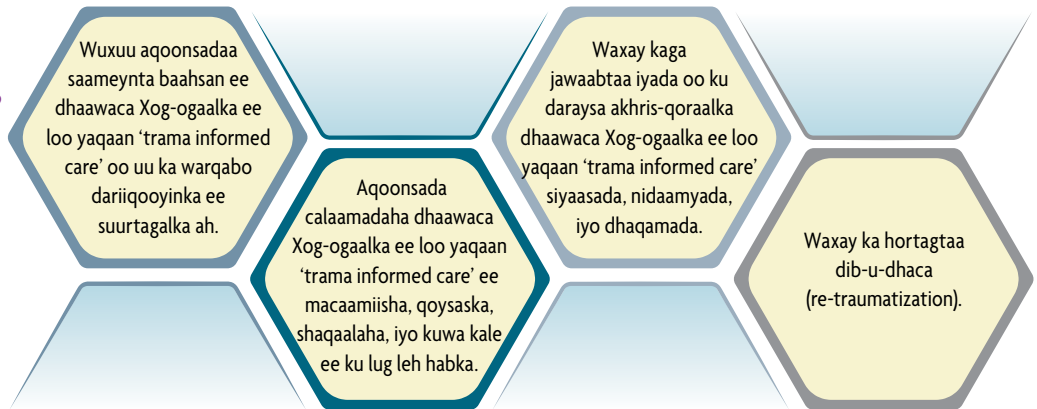 Wuxuu aqoonsadaa
saameynta baahsan ee
dhaawaca Xog-ogaalka ee
loo yaqaan ‘trama informed
care’ oo uu ka warqabo
dariiqooyinka ee
suurtagalka ah.
Aqoonsada
calaamadaha dhaawaca
Xog-ogaalka ee loo yaqaan
‘trama informed care’ ee
macaamiisha, qoysaska,
shaqaalaha, iyo kuwa kale
ee ku lug leh habka.
Waxay kaga
jawaabtaa iyada oo ku
daraysa akhris-qoraalka
dhaawaca Xog-ogaalka ee loo
yaqaan ‘trama informed care’
siyaasada, nidaamyada,
iyo dhaqamada.
Waxay ka hortagtaa
dib-u-dhaca
(re-traumatization).